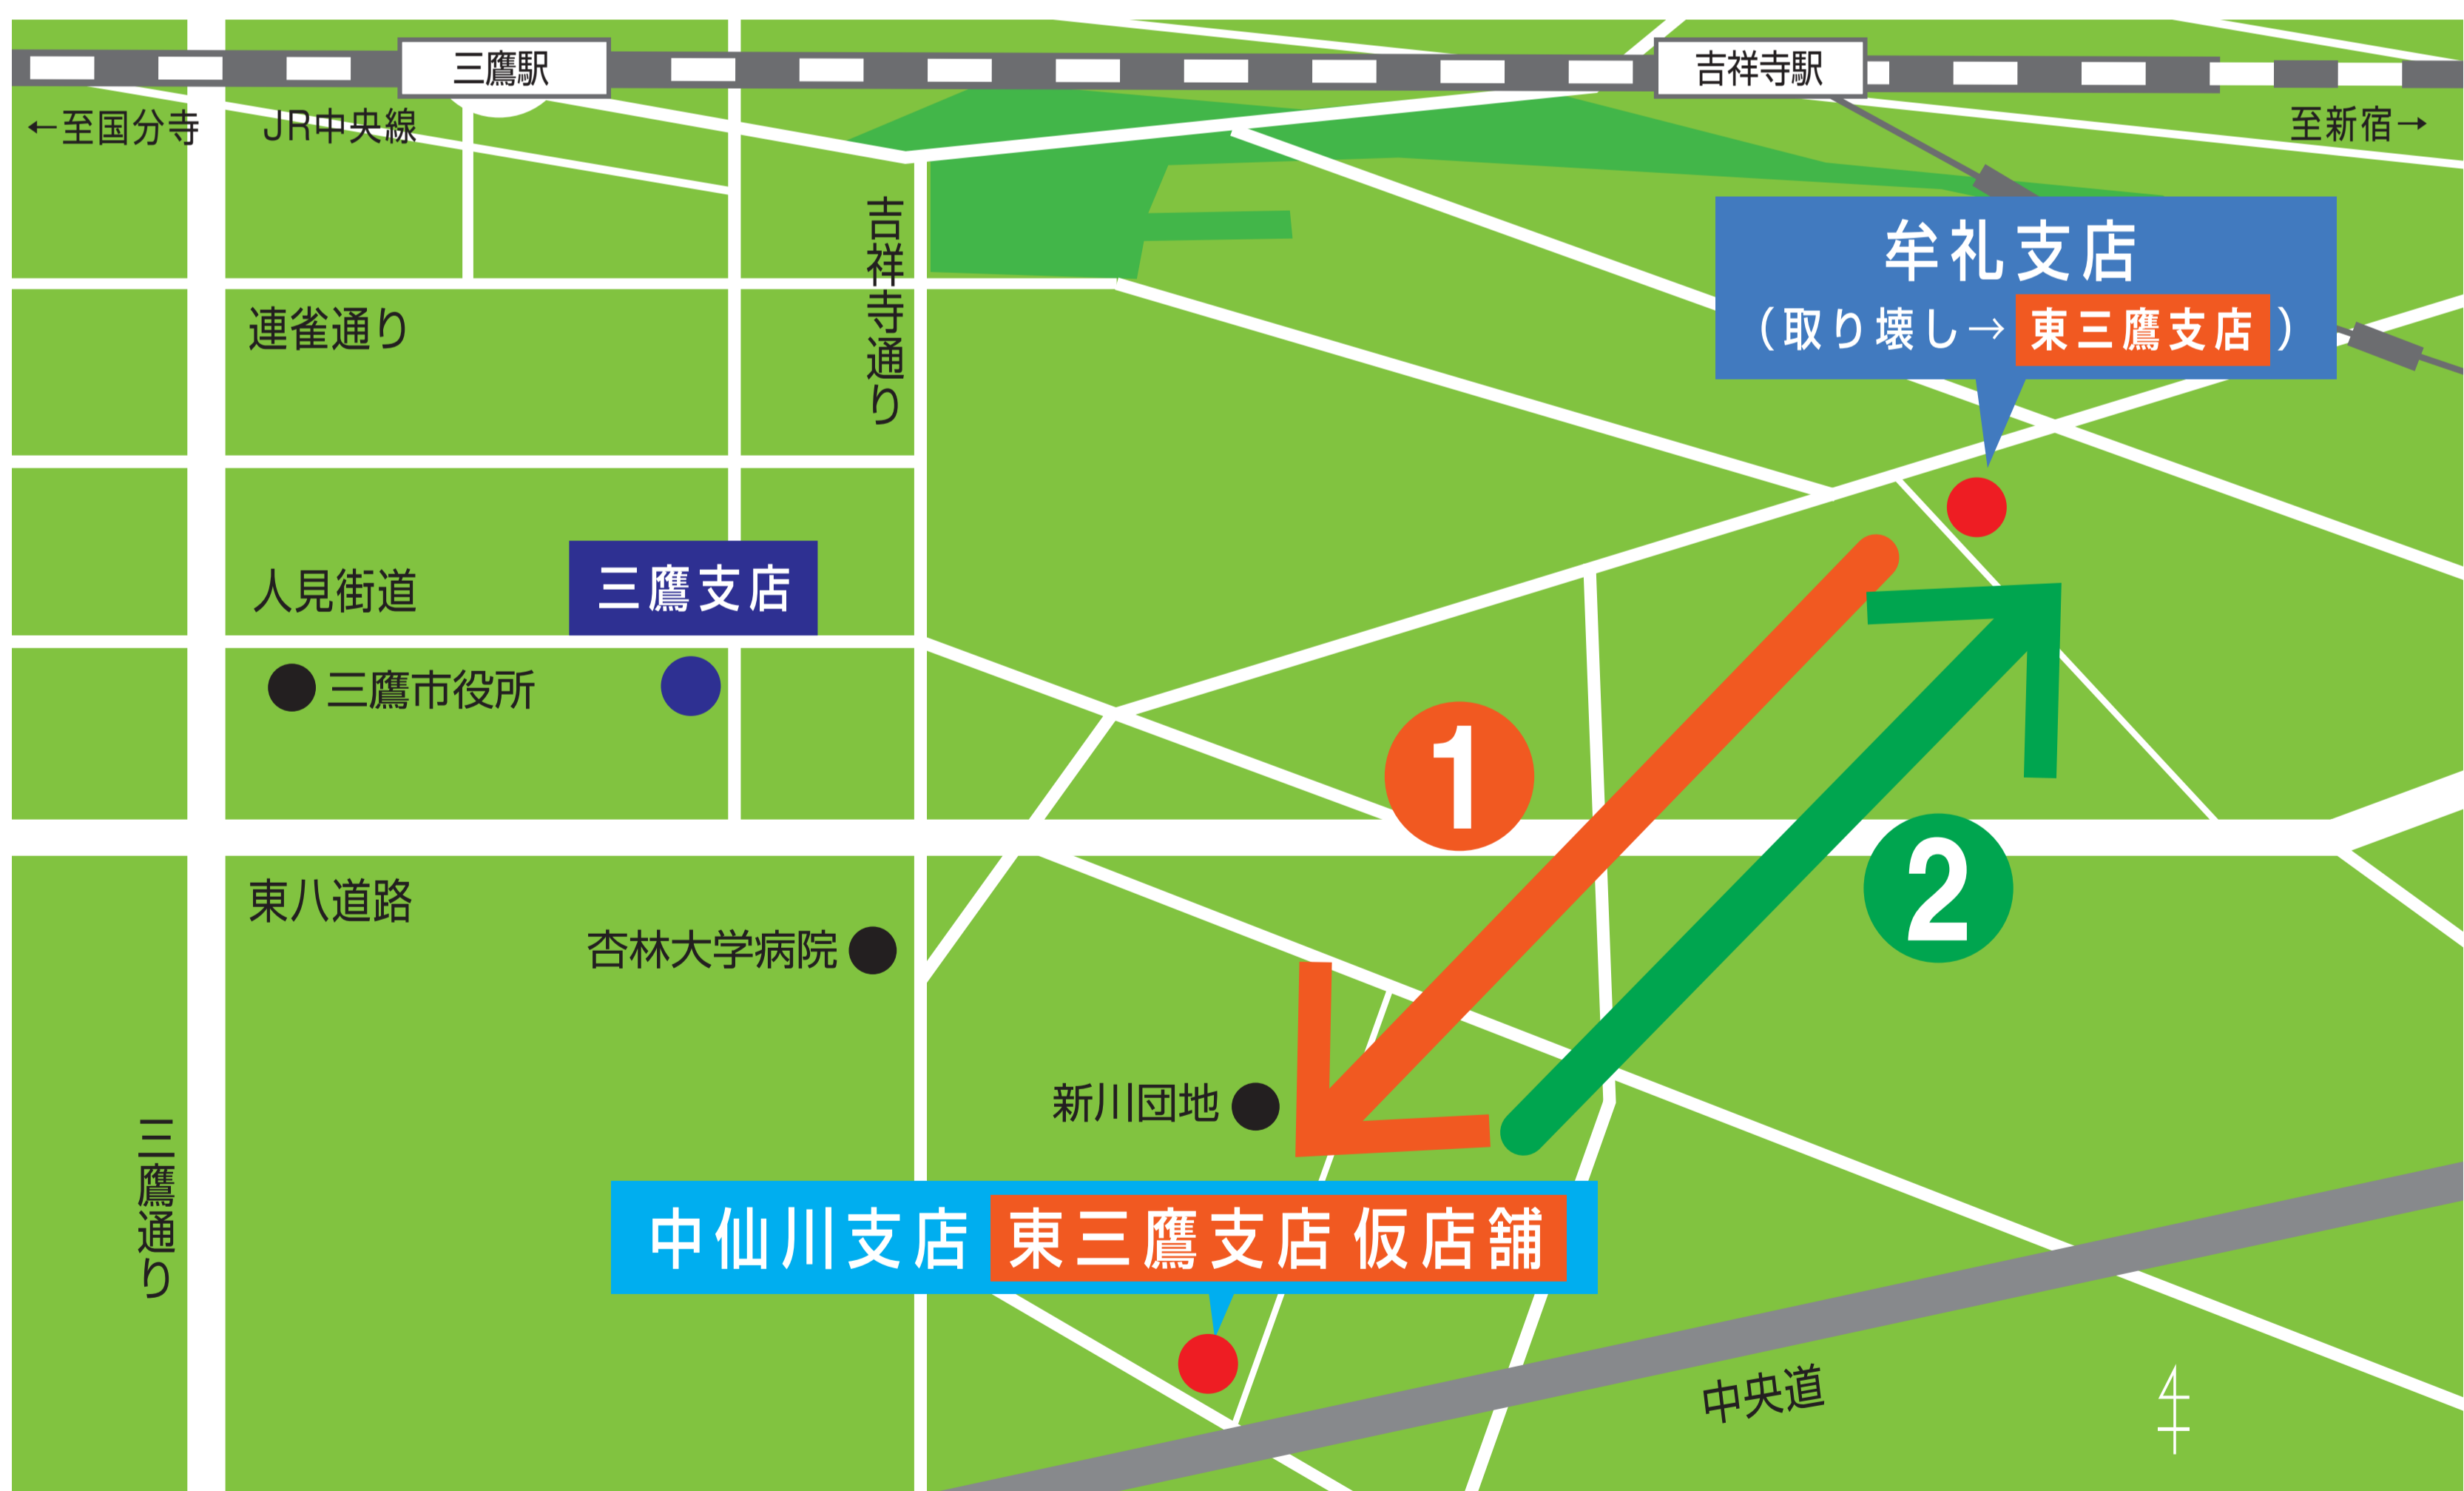 三鷹駅
吉祥寺駅
←至国分寺
JR中央線
至新宿→
吉祥寺通り
牟礼支店
（取り壊し→東三鷹支店）
連雀通り
人見街道
三鷹支店
三鷹市役所
1
2
東八道路
杏林大学病院
新川団地
三鷹通り
中仙川支店 東三鷹支店 仮店舗
中央道